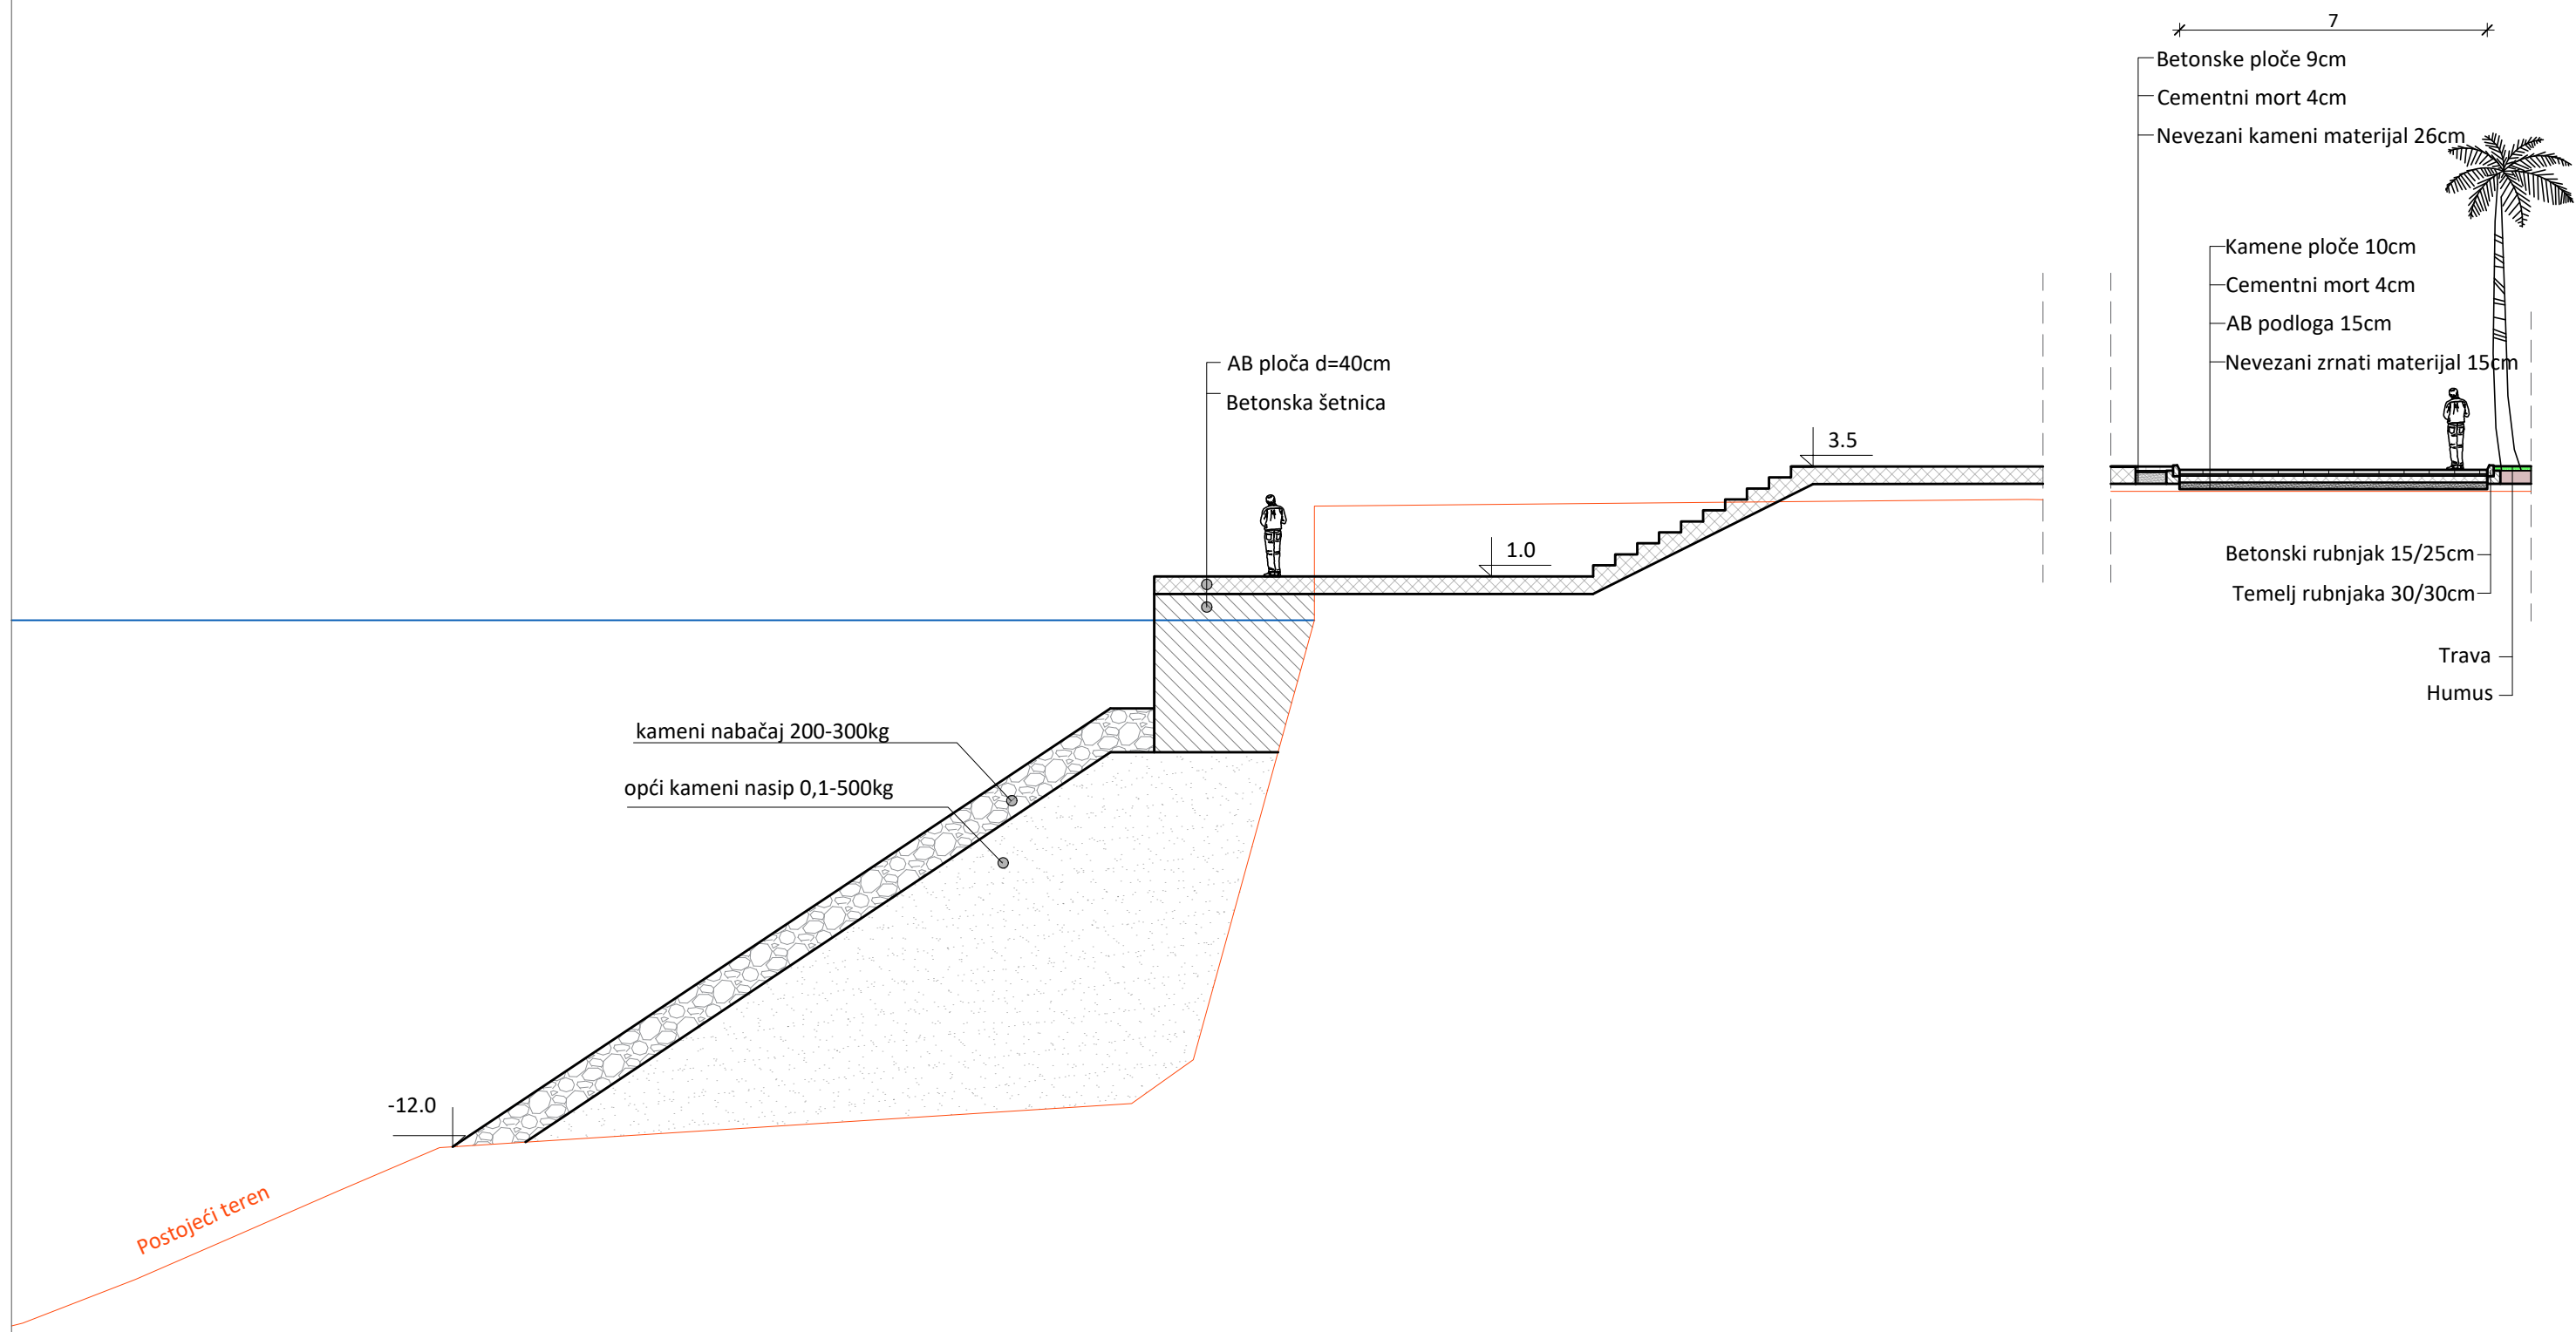 7
Betonske ploče 9cm
Cementni mort 4cm
Nevezani kameni materijal 26cm
Kamene ploče 10cm
Cementni mort 4cm
AB podloga 15cm
Nevezani zrnati materijal 15cm
AB ploča d=40cm
Betonska šetnica
3.5
1.0
Betonski rubnjak 15/25cm
Temelj rubnjaka 30/30cm
Trava
Humus
kameni nabačaj 200-300kg
opći kameni nasip 0,1-500kg
-12.0
Postojeći teren